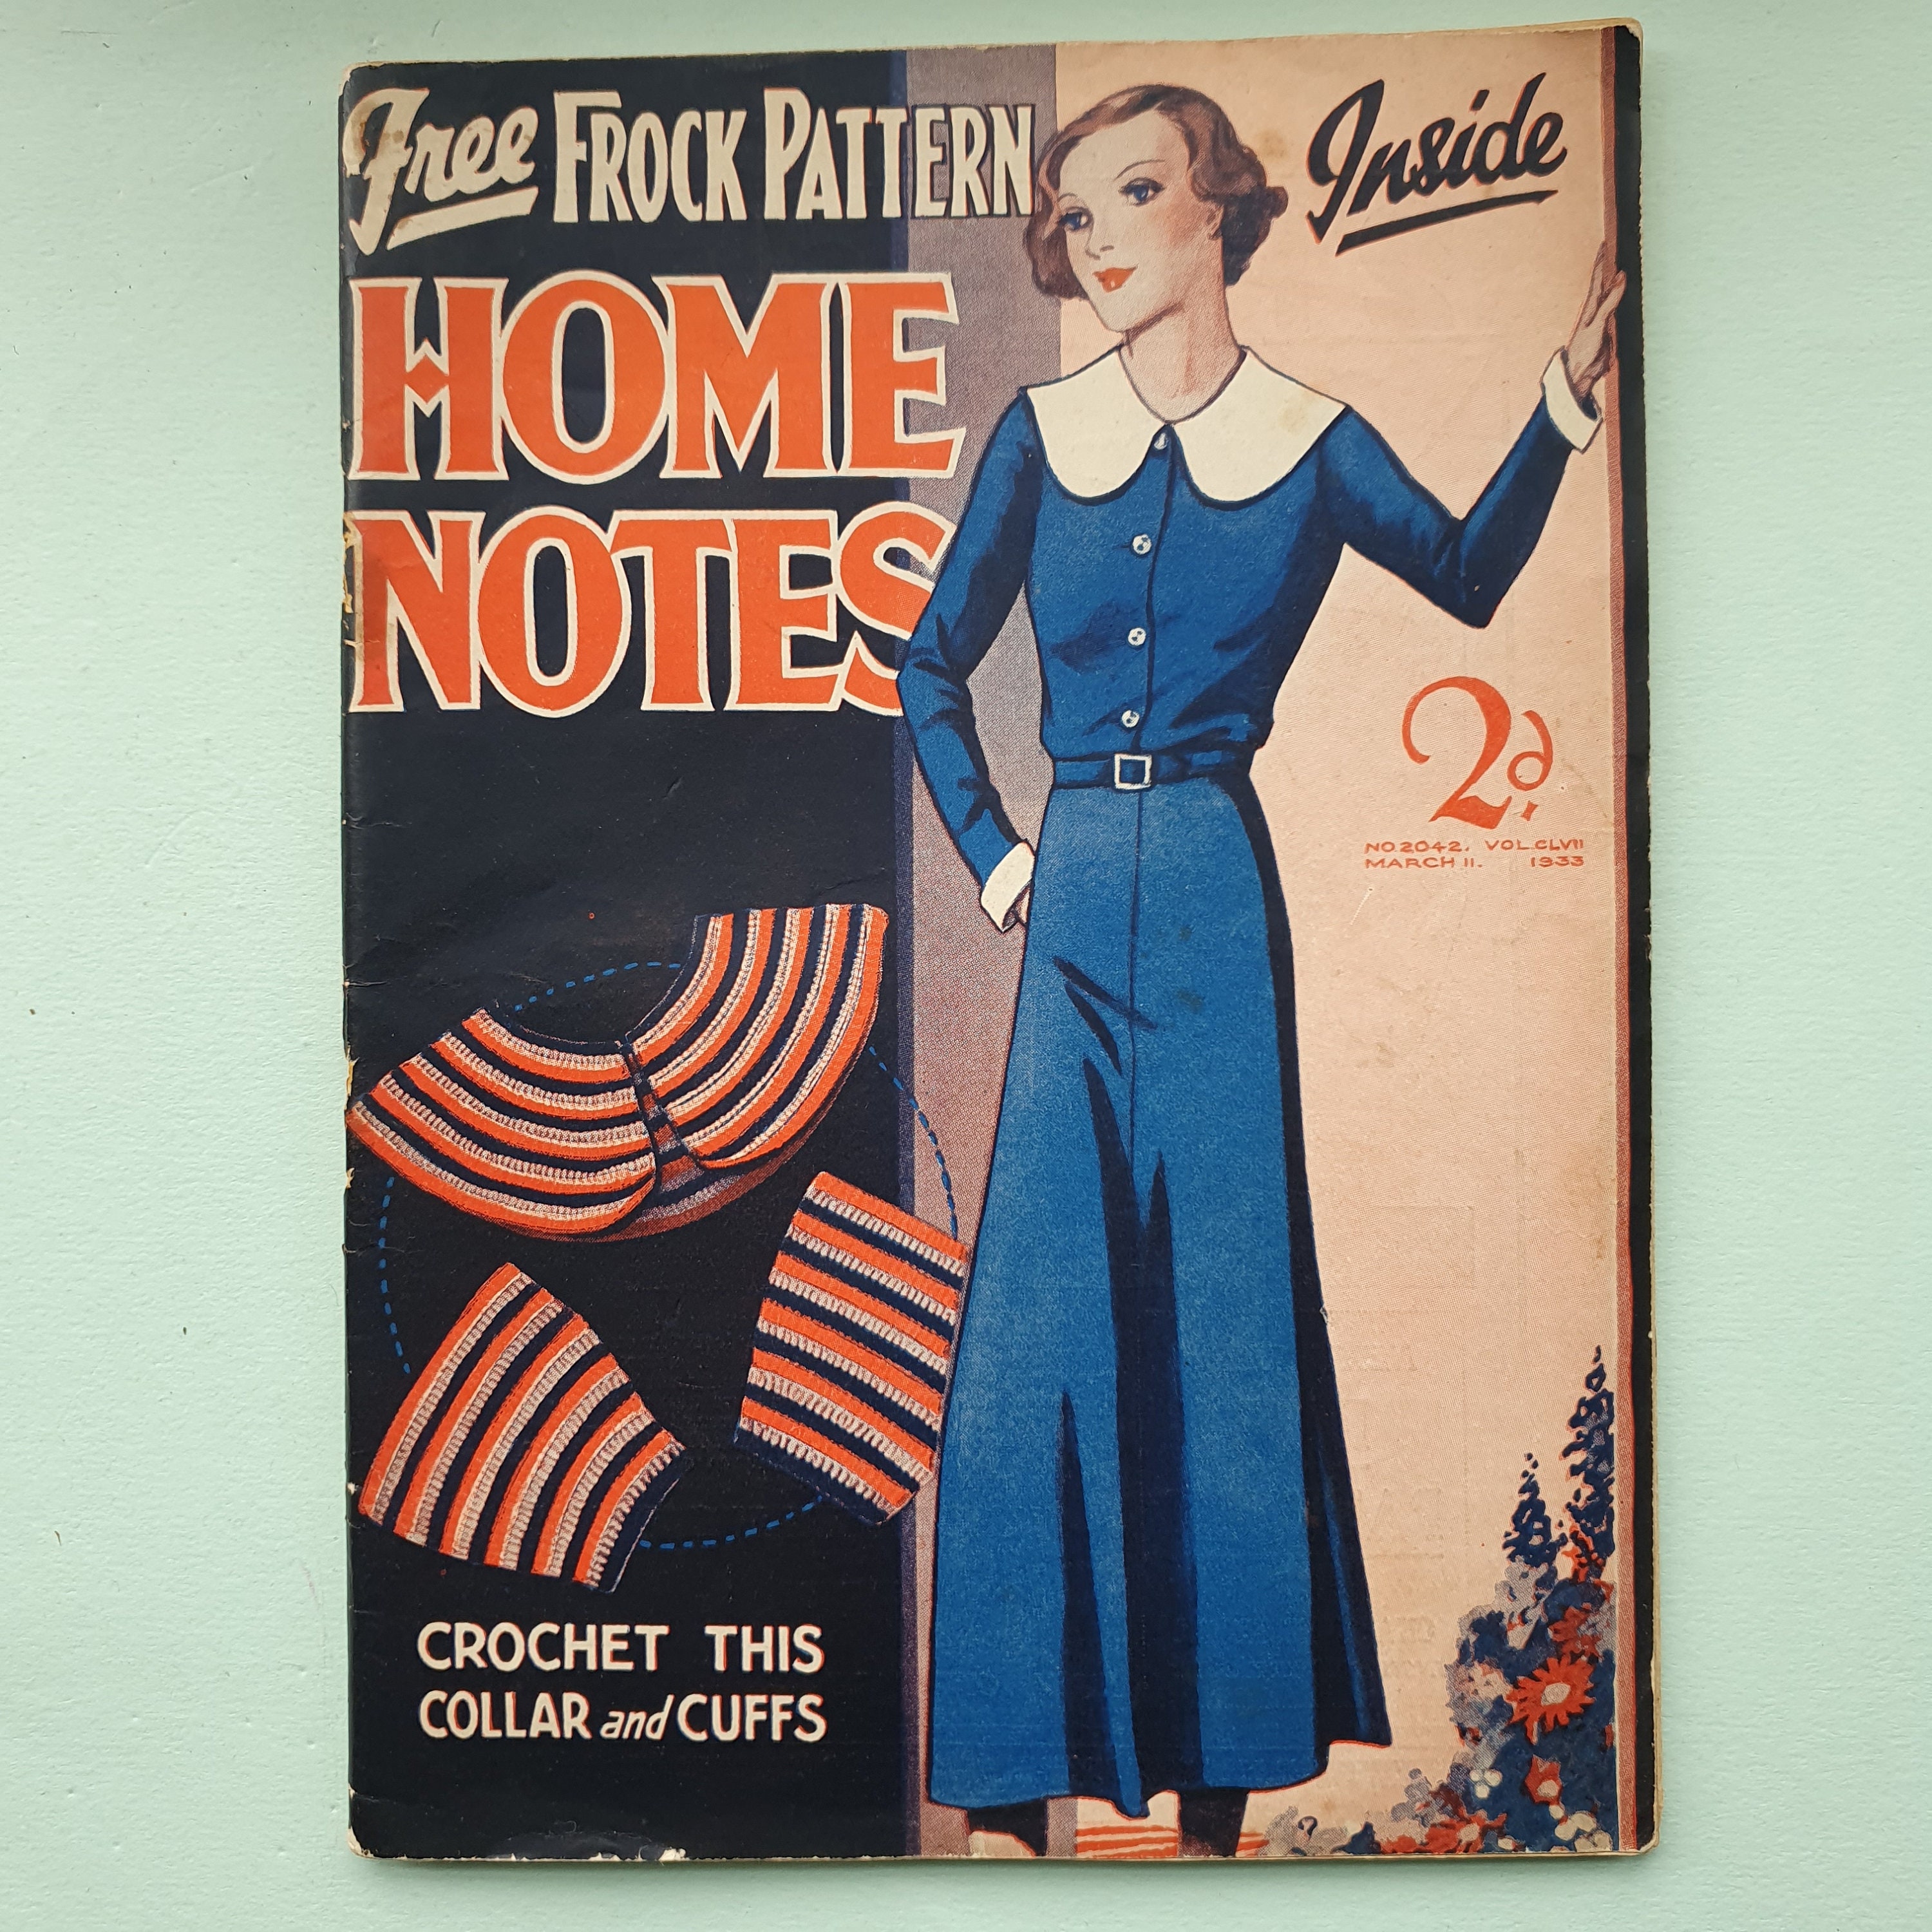 Free FROCK PATTERN Inside
HOME
NOTES
2d.
NO.2042. VOL.CLVII
MARCH 11. 1933
CROCHET THIS
COLLAR and CUFFS